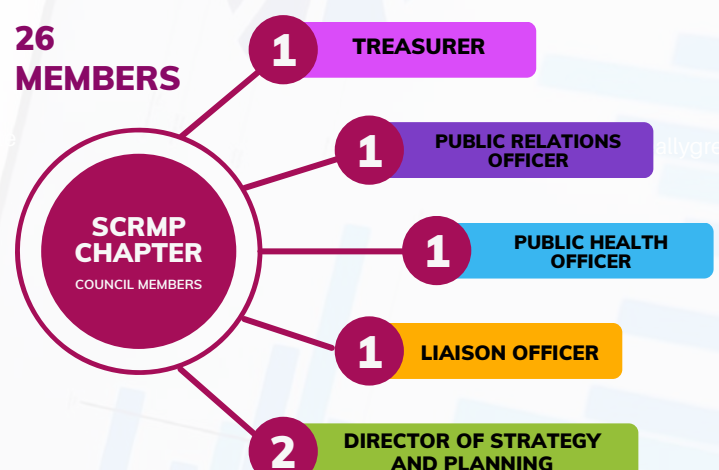 26
MEMBERS
1
TREASURER
1
PUBLIC RELATIONS
OFFICER
SCRMP
CHAPTER
COUNCIL MEMBERS
1
PUBLIC HEALTH
OFFICER
1
LIAISON OFFICER
2
DIRECTOR OF STRATEGY
AND PLANNING